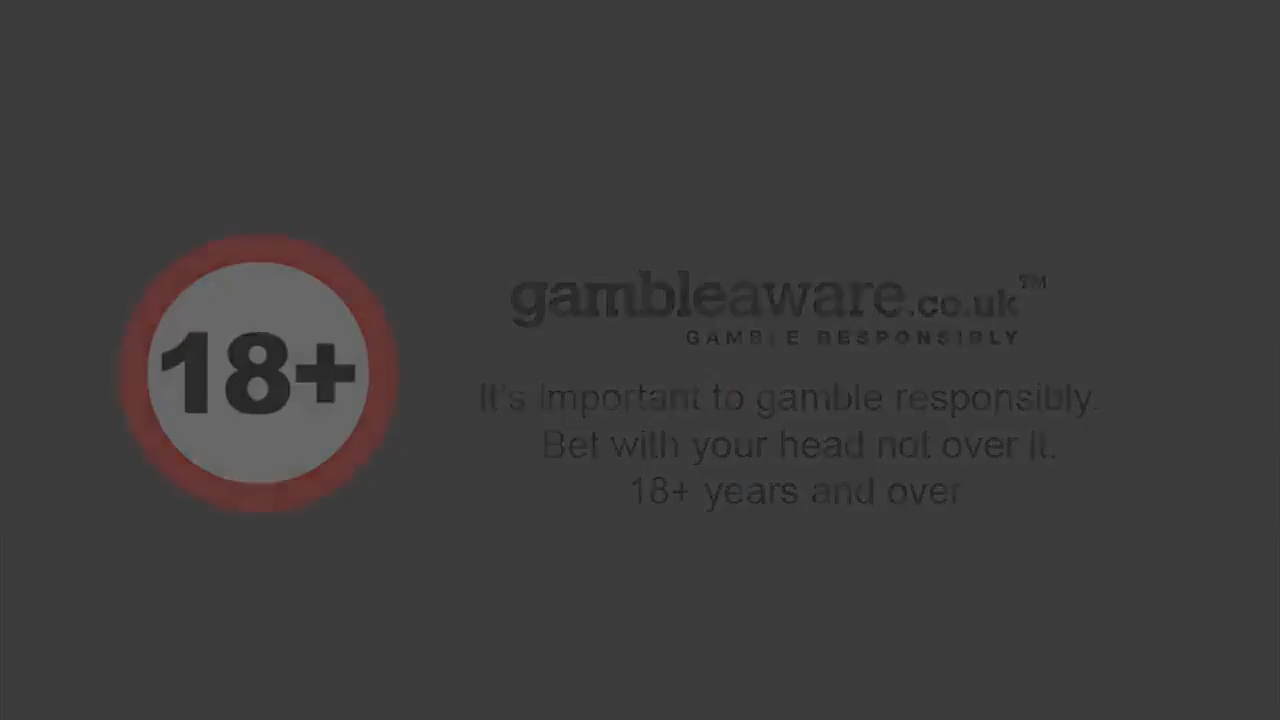 18+
gambleaware.co.uk™
GAMBLE RESPONSIBLY
It's important to gamble responsibly.
Bet with your head not over it.
18+ years and over